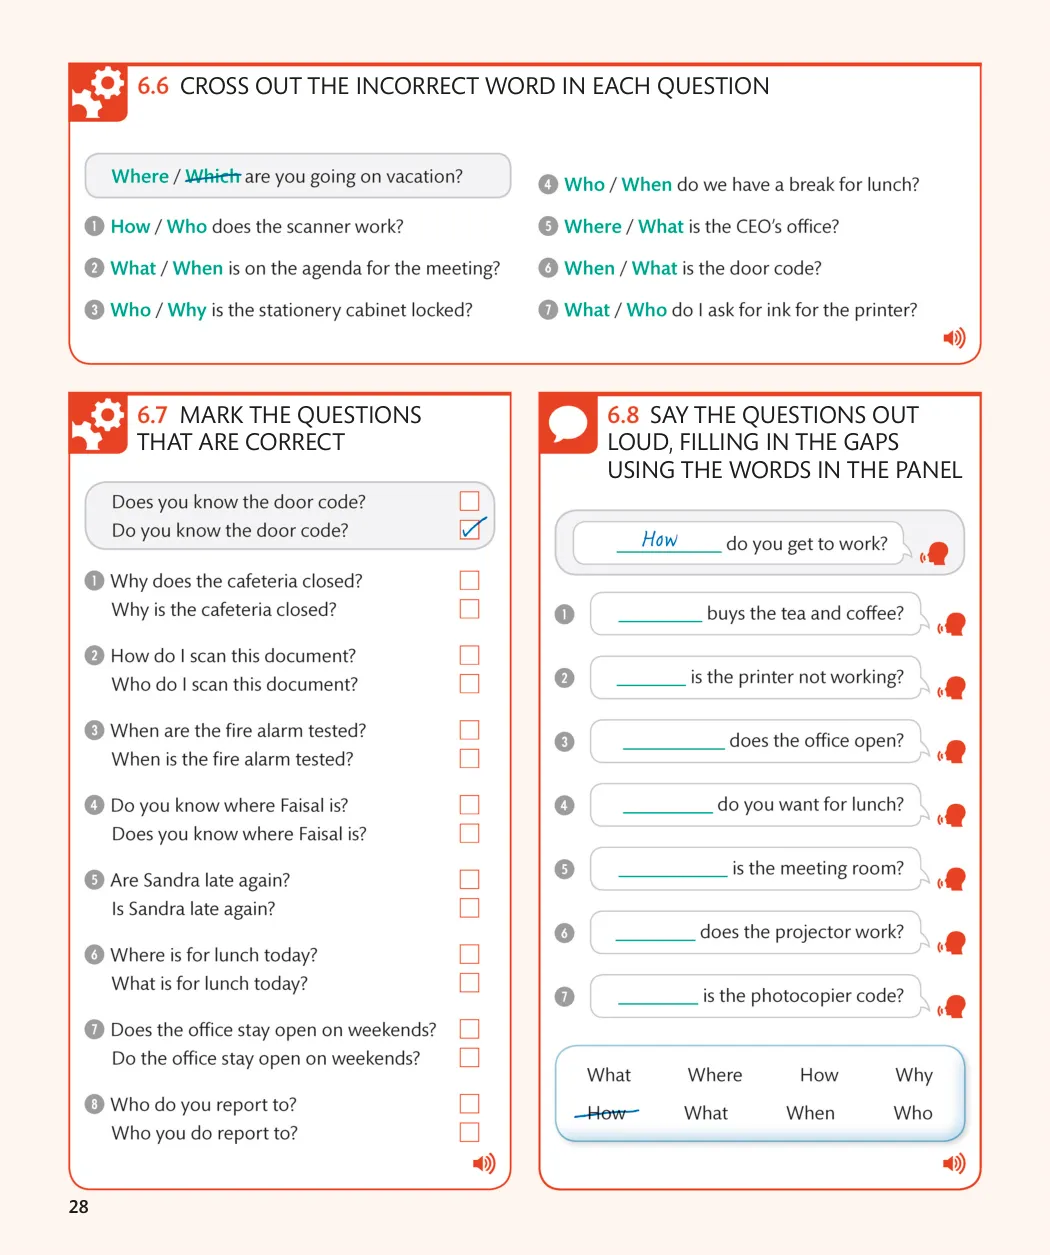 6.6 CROSS OUT THE INCORRECT WORD IN EACH QUESTION
Where / Which are you going on vacation?
1 How / Who does the scanner work?
2 What / When is on the agenda for the meeting?
3 Who / Why is the stationery cabinet locked?
4 Who / When do we have a break for lunch?
5 Where / What is the CEO’s office?
6 When / What is the door code?
7 What / Who do I ask for ink for the printer?
6.7 MARK THE QUESTIONS
THAT ARE CORRECT
Does you know the door code?
Do you know the door code?
1 Why does the cafeteria closed?
Why is the cafeteria closed?
2 How do I scan this document?
Who do I scan this document?
3 When are the fire alarm tested?
When is the fire alarm tested?
4 Do you know where Faisal is?
Does you know where Faisal is?
5 Are Sandra late again?
Is Sandra late again?
6 Where is for lunch today?
What is for lunch today?
7 Does the office stay open on weekends?
Do the office stay open on weekends?
8 Who do you report to?
Who you do report to?
6.8 SAY THE QUESTIONS OUT
LOUD, FILLING IN THE GAPS
USING THE WORDS IN THE PANEL
How do you get to work?
1 buys the tea and coffee?
2 is the printer not working?
3 does the office open?
4 do you want for lunch?
5 is the meeting room?
6 does the projector work?
7 is the photocopier code?
What Where How Why
How What When Who
28